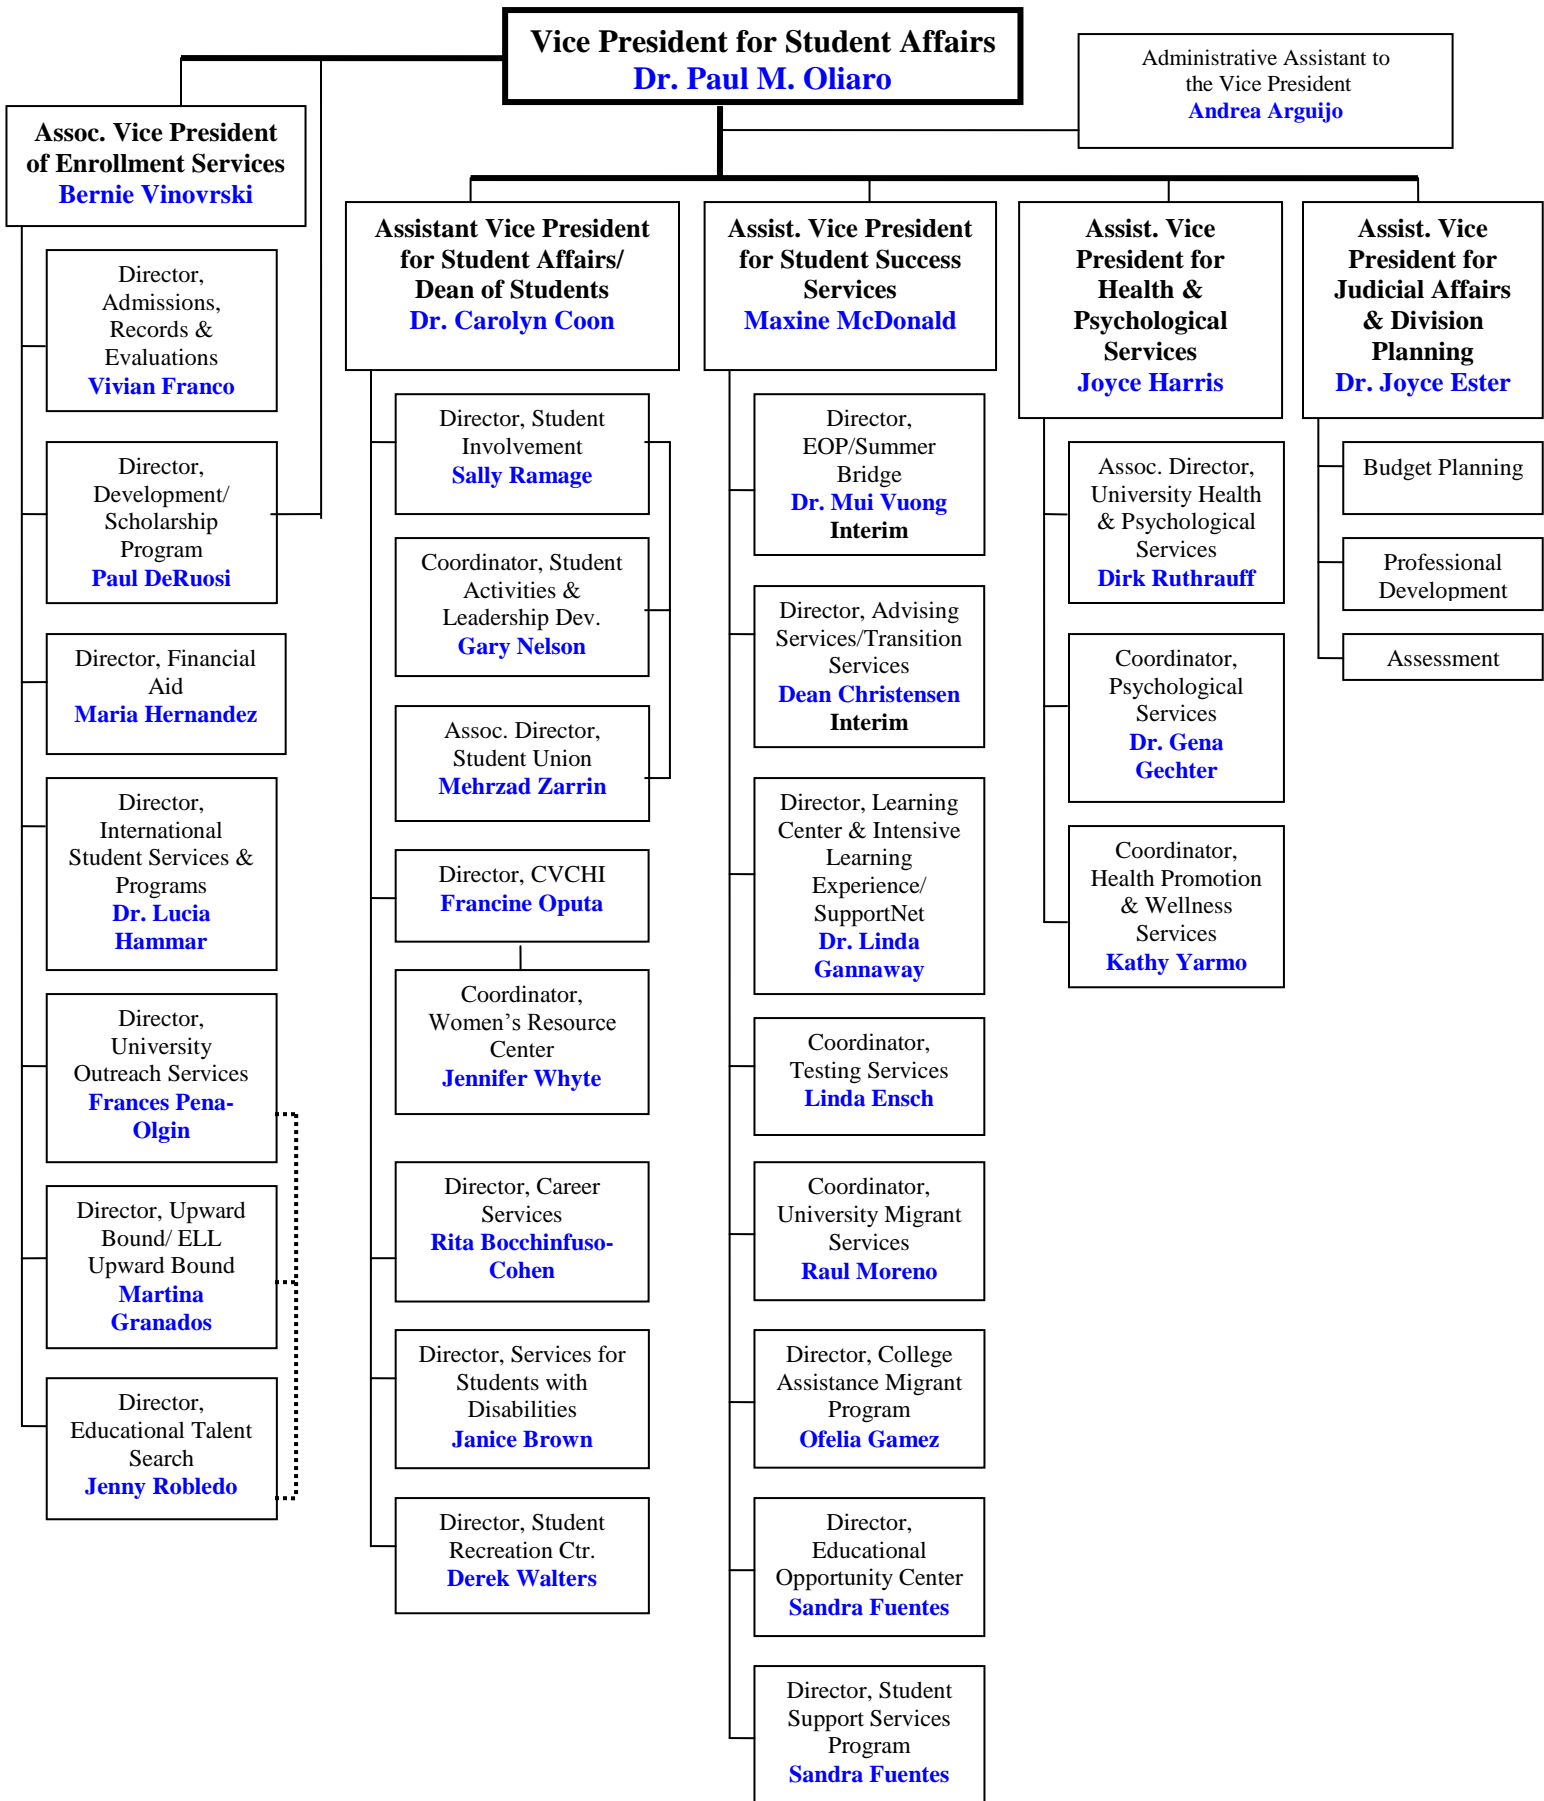 Vice President for Student Affairs
Dr. Paul M. Oliaro
Administrative Assistant to
the Vice President
Andrea Arguijo
Assoc. Vice President
of Enrollment Services
Bernie Vinovrski
Director,
Admissions,
Records &
Evaluations
Vivian Franco
Director,
Development/
Scholarship
Program
Paul DeRuosi
Director, Financial
Aid
Maria Hernandez
Director,
International
Student Services &
Programs
Dr. Lucia
Hammar
Director,
University
Outreach Services
Frances Pena-
Olgin
Director, Upward
Bound/ ELL
Upward Bound
Martina
Granados
Director,
Educational Talent
Search
Jenny Robledo
Assistant Vice President
for Student Affairs/
Dean of Students
Dr. Carolyn Coon
Director, Student
Involvement
Sally Ramage
Coordinator, Student
Activities &
Leadership Dev.
Gary Nelson
Assoc. Director,
Student Union
Mehrzad Zarrin
Director, CVCHI
Francine Oputa
Coordinator,
Women’s Resource
Center
Jennifer Whyte
Director, Career
Services
Rita Bocchinfuso-
Cohen
Director, Services for
Students with
Disabilities
Janice Brown
Director, Student
Recreation Ctr.
Derek Walters
Assist. Vice President
for Student Success
Services
Maxine McDonald
Director,
EOP/Summer
Bridge
Dr. Mui Vuong
Interim
Director, Advising
Services/Transition
Services
Dean Christensen
Interim
Director, Learning
Center & Intensive
Learning
Experience/
SupportNet
Dr. Linda
Gannaway
Coordinator,
Testing Services
Linda Ensch
Coordinator,
University Migrant
Services
Raul Moreno
Director, College
Assistance Migrant
Program
Ofelia Gamez
Director,
Educational
Opportunity Center
Sandra Fuentes
Director, Student
Support Services
Program
Sandra Fuentes
Assist. Vice
President for
Health &
Psychological
Services
Joyce Harris
Assoc. Director,
University Health
& Psychological
Services
Dirk Ruthrauff
Coordinator,
Psychological
Services
Dr. Gena
Gechter
Coordinator,
Health Promotion
& Wellness
Services
Kathy Yarmo
Assist. Vice
President for
Judicial Affairs
& Division
Planning
Dr. Joyce Ester
Budget Planning
Professional
Development
Assessment